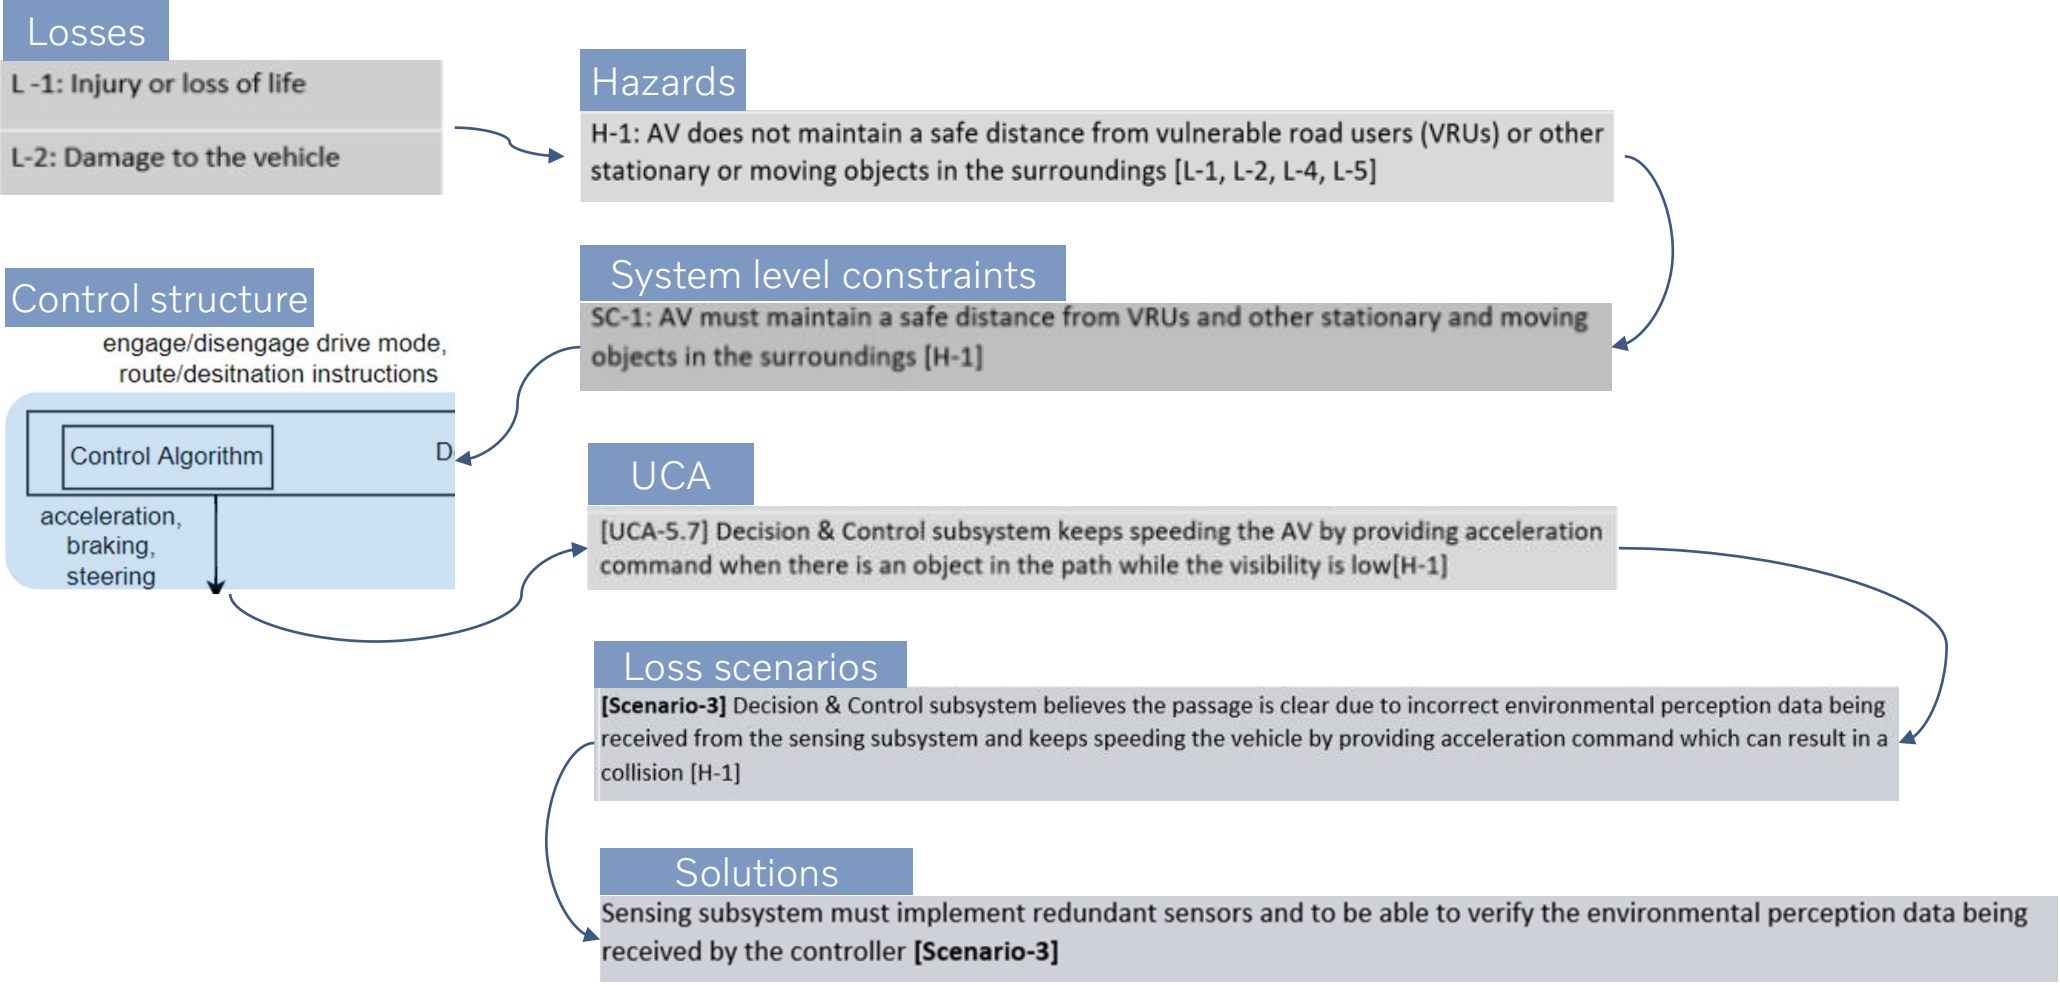 Losses
L -1: Injury or loss of life
L-2: Damage to the vehicle
Hazards
H-1: AV does not maintain a safe distance from vulnerable road users (VRUs) or other
stationary or moving objects in the surroundings [L-1, L-2, L-4, L-5]
System level constraints
SC-1: AV must maintain a safe distance from VRUs and other stationary and moving
objects in the surroundings [H-1]
Control structure
engage/disengage drive mode,
route/desitnation instructions
Control Algorithm
D
acceleration,
braking,
steering
UCA
[UCA-5.7] Decision & Control subsystem keeps speeding the AV by providing acceleration
command when there is an object in the path while the visibility is low[H-1]
Loss scenarios
[Scenario-3] Decision & Control subsystem believes the passage is clear due to incorrect environmental perception data being
received from the sensing subsystem and keeps speeding the vehicle by providing acceleration command which can result in a
collision [H-1]
Solutions
Sensing subsystem must implement redundant sensors and to be able to verify the environmental perception data being
received by the controller [Scenario-3]